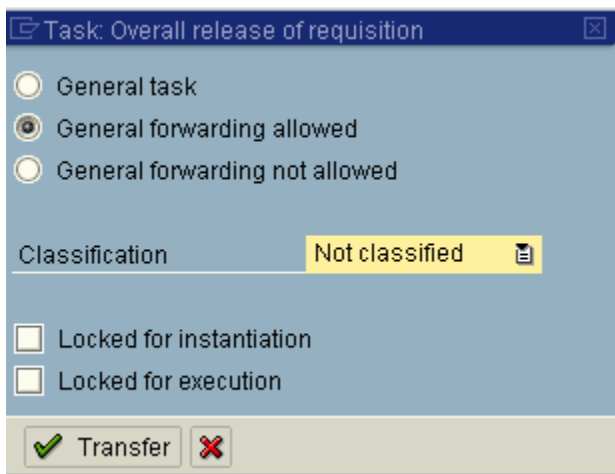 Task: Overall release of requisition
General task
General forwarding allowed
General forwarding not allowed
Classification Not classified
Locked for instantiation
Locked for execution
Transfer